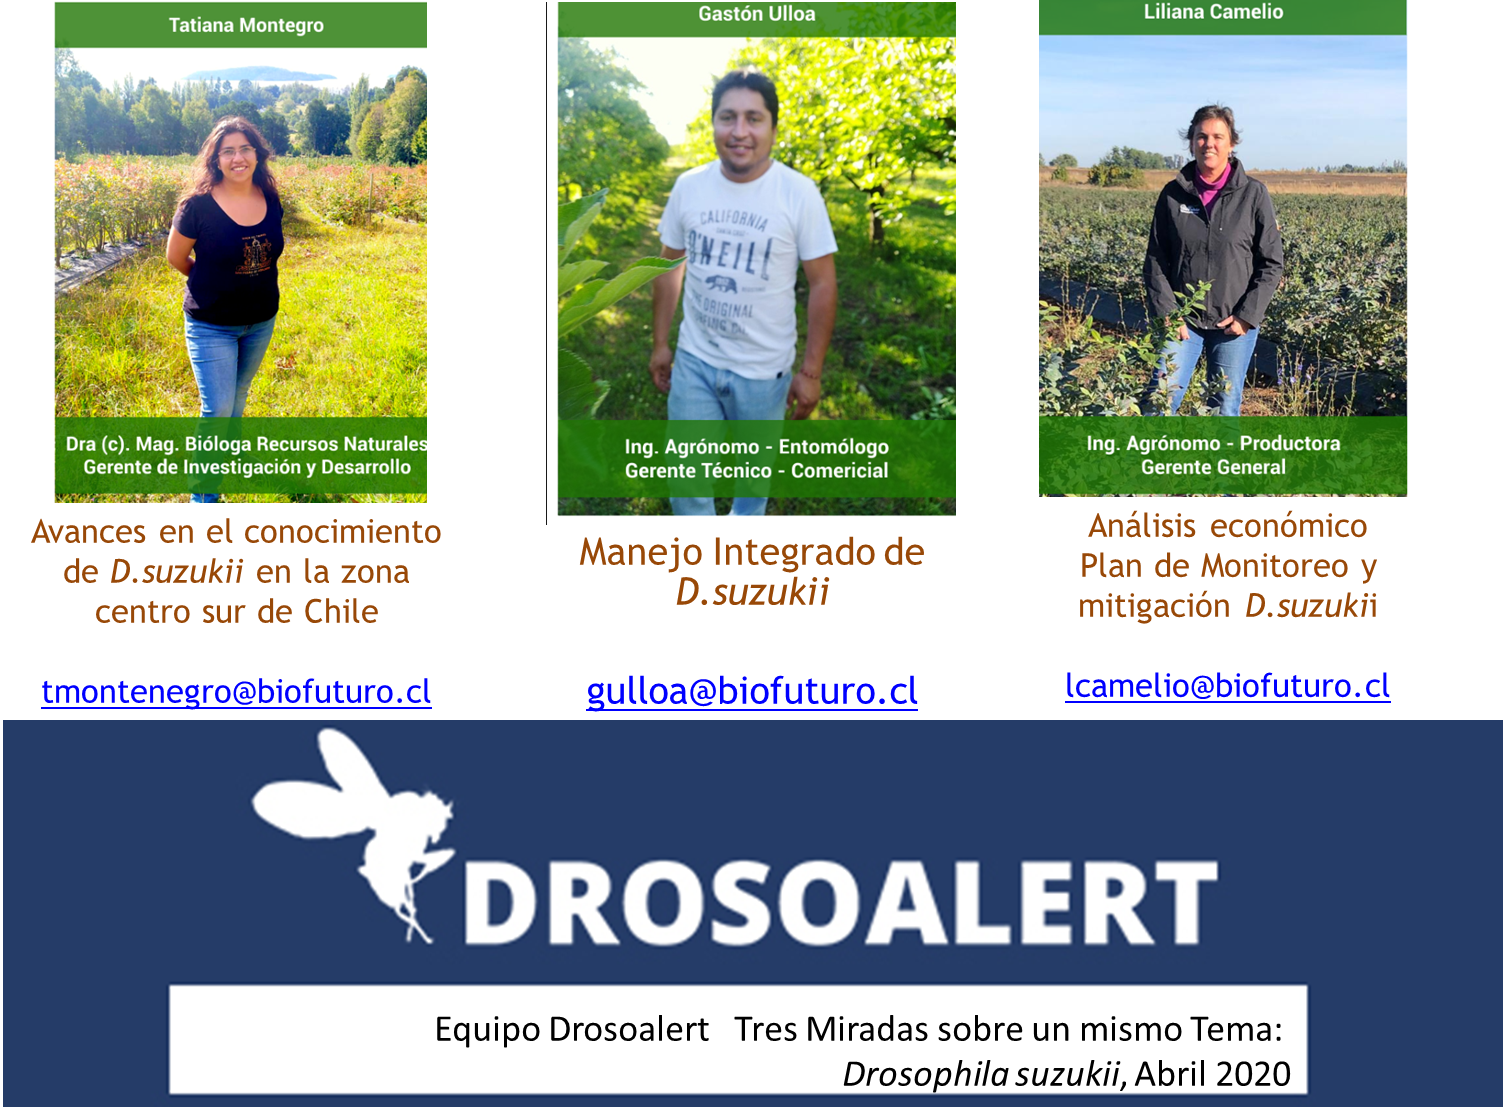 Tatiana Montegro
Dra (c). Mag. Bióloga Recursos Naturales
Gerente de Investigación y Desarrollo
Avances en el conocimiento
de D.suzukii en la zona
centro sur de Chile
tmontenegro@biofuturo.cl
Gastón Ulloa
CALIFORNIA
O'NEILL
THE ORIGINAL
Ing. Agrónomo - Entomólogo
Gerente Técnico - Comericial
Manejo Integrado de
D.suzukii
gulloa@biofuturo.cl
Liliana Camelio
Ing. Agrónomo - Productora
Gerente General
Análisis económico
Plan de Monitoreo y
mitigación D.suzukii
lcamelio@biofuturo.cl
DROSOALERT
Equipo Drosoalert Tres Miradas sobre un mismo Tema:
Drosophila suzukii, Abril 2020